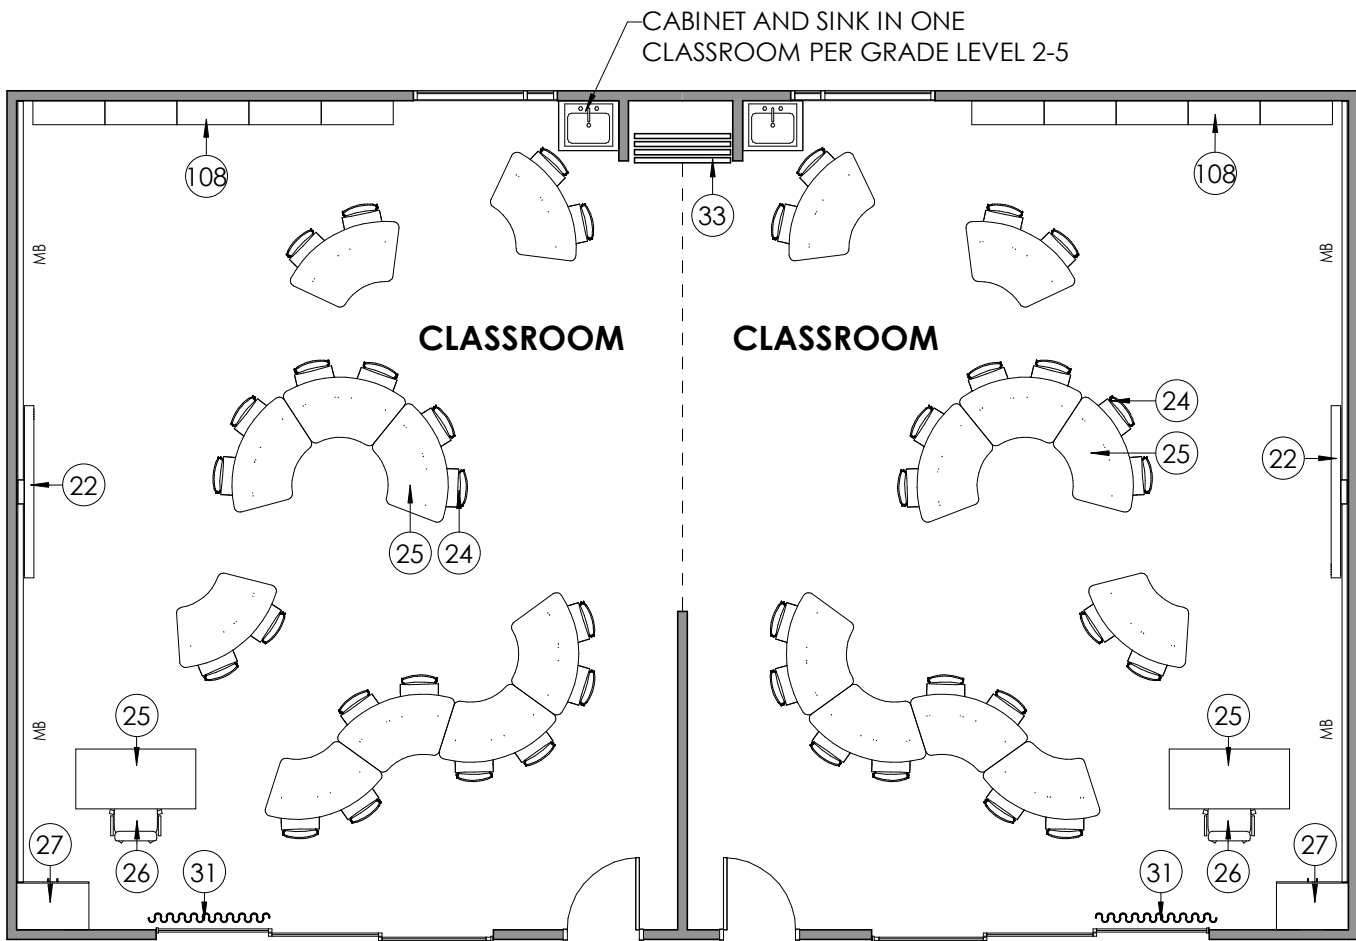 CABINET AND SINK IN ONE
CLASSROOM PER GRADE LEVEL 2-5
108
108
33
MB
MB
CLASSROOM
CLASSROOM
24
25
22
22
25
24
25
25
MB
MB
27
26
31
31
26
27